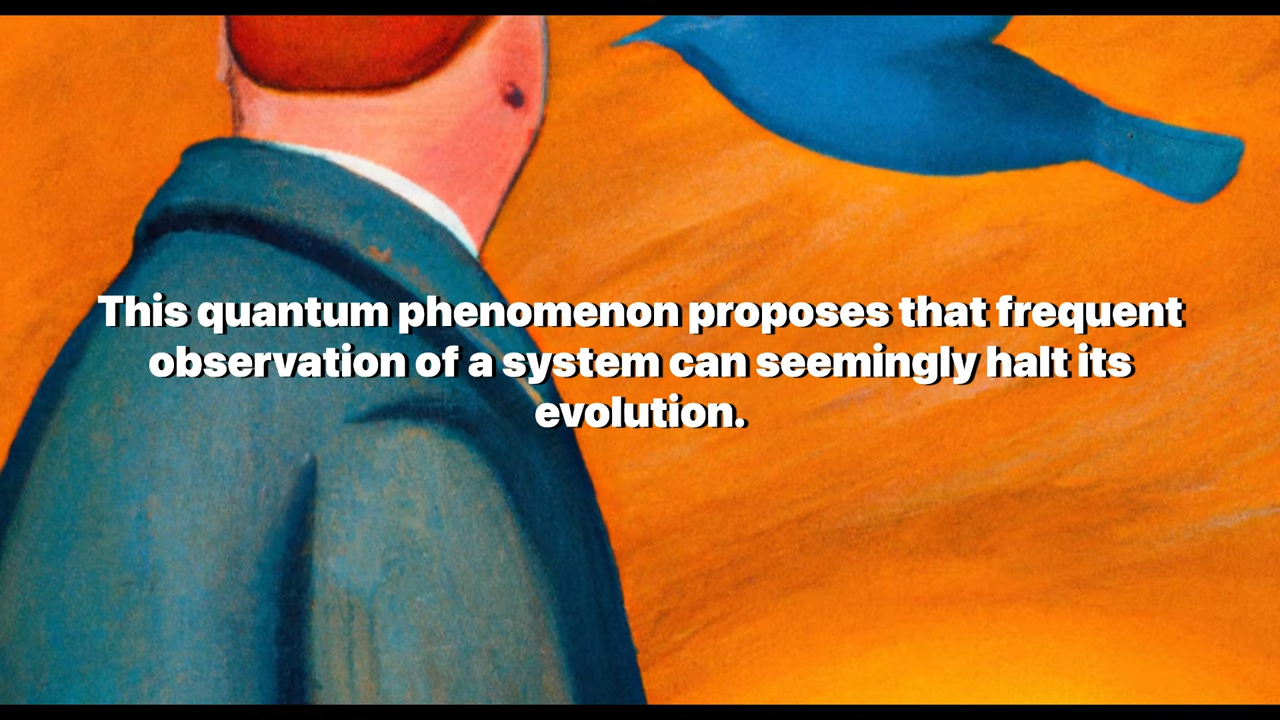 This quantum phenomenon proposes that frequent
observation of a system can seemingly halt its
evolution.